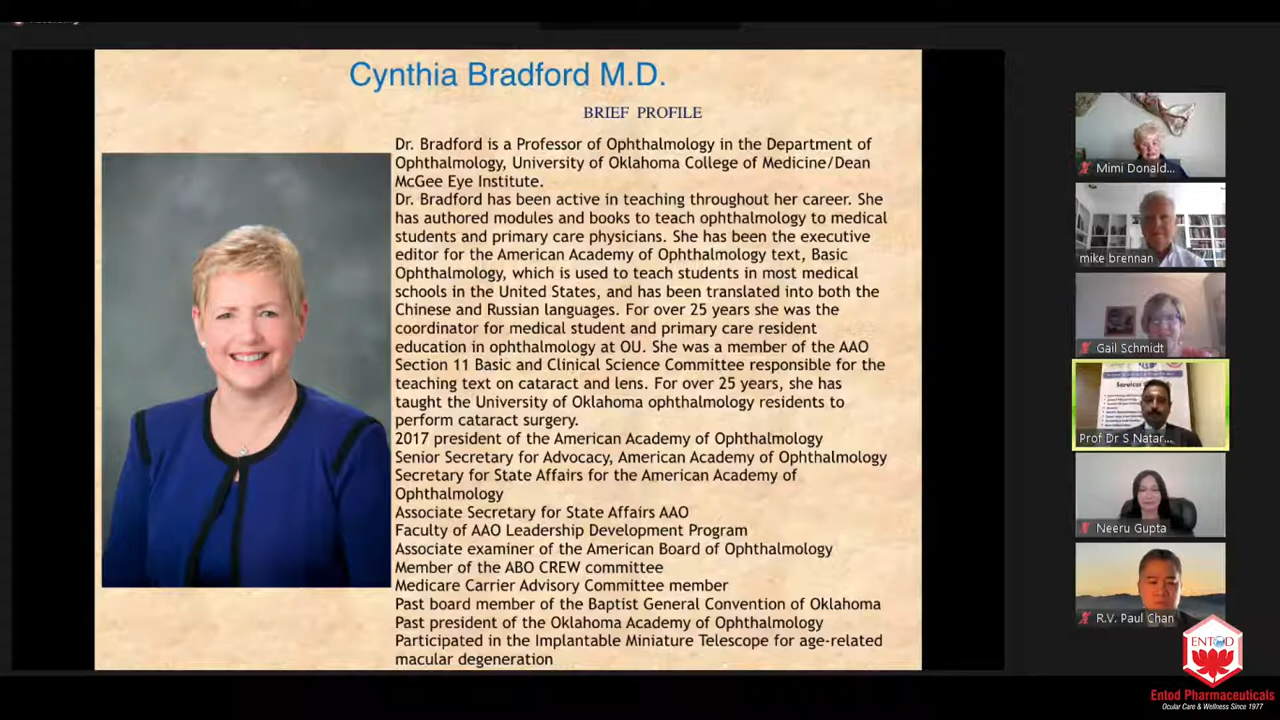 Cynthia Bradford M.D.
BRIEF PROFILE
Dr. Bradford is a Professor of Ophthalmology in the Department of
Ophthalmology, University of Oklahoma College of Medicine/Dean
McGee Eye Institute.
Dr. Bradford has been active in teaching throughout her career. She
has authored modules and books to teach ophthalmology to medical
students and primary care physicians. She has been the executive
editor for the American Academy of Ophthalmology text, Basic
Ophthalmology, which is used to teach students in most medical
schools in the United States, and has been translated into both the
Chinese and Russian languages. For over 25 years she was the
coordinator for medical student and primary care resident
education in ophthalmology at OU. She was a member of the AAO
Section 11 Basic and Clinical Science Committee responsible for the
teaching text on cataract and lens. For over 25 years, she has
taught the University of Oklahoma ophthalmology residents to
perform cataract surgery.
2017 president of the American Academy of Ophthalmology
Senior Secretary for Advocacy, American Academy of Ophthalmology
Secretary for State Affairs for the American Academy of
Ophthalmology
Associate Secretary for State Affairs AAO
Faculty of AAO Leadership Development Program
Associate examiner of the American Board of Ophthalmology
Member of the ABO CREW committee
Medicare Carrier Advisory Committee member
Past board member of the Baptist General Convention of Oklahoma
Past president of the Oklahoma Academy of Ophthalmology
Participated in the Implantable Miniature Telescope for age-related
macular degeneration
Mimi Donald...
mike brennan
Gail Schmidt
Prof Dr S Natar...
Neeru Gupta
R.V. Paul Chan
ENTOD
Entod Pharmaceuticals
Ocular Care & Wellness Since 1977